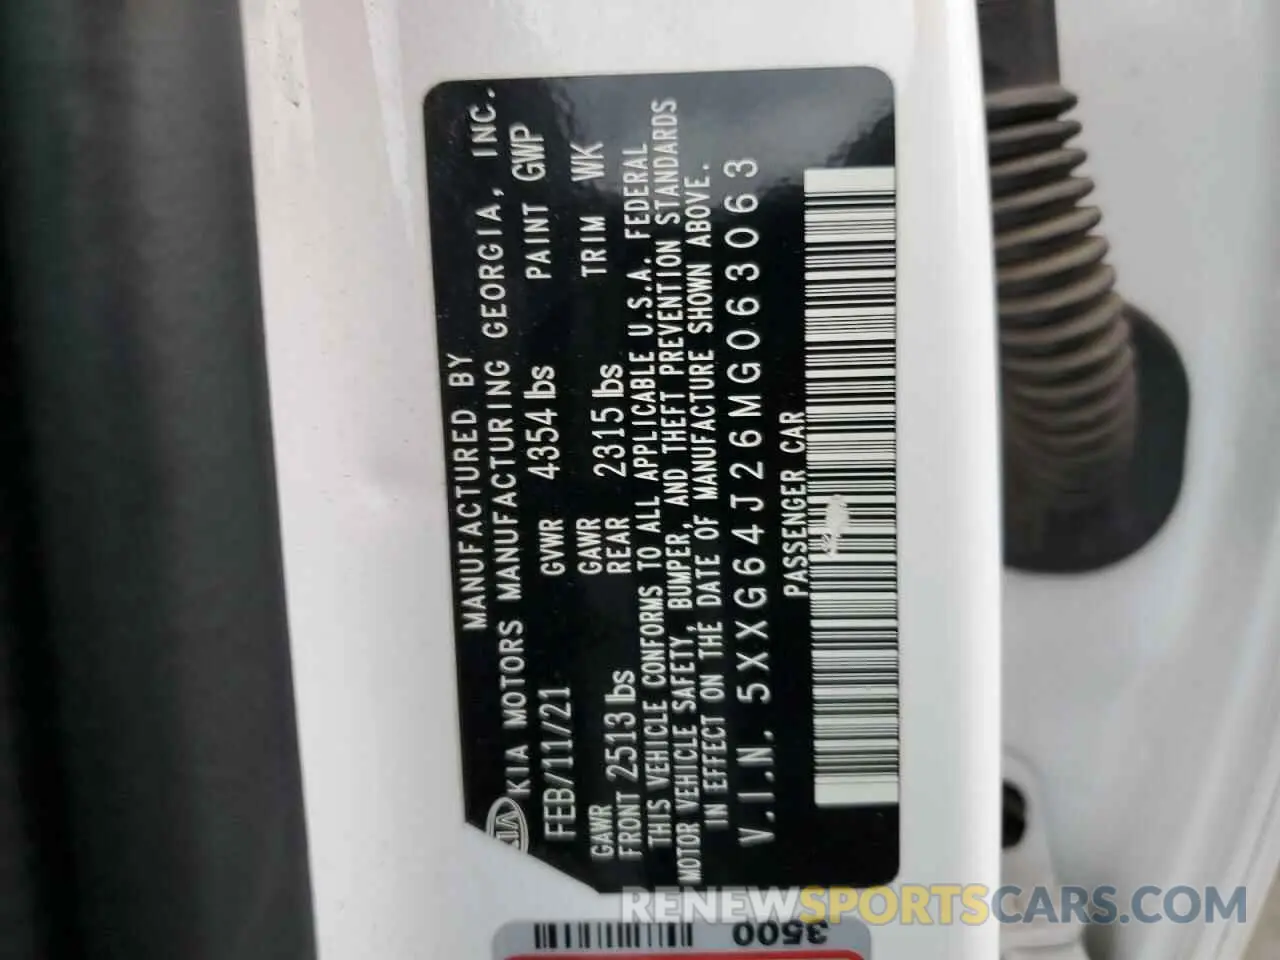 MANUFACTURED BY
KIA KIA MOTORS MANUFACTURING GEORGIA, INC.
FEB/11/21 GVWR 4354 lbs PAINT GWP
GAWR FRONT 2513 lbs GAWR REAR 2315 lbs TRIM WK
THIS VEHICLE CONFORMS TO ALL APPLICABLE U.S.A. FEDERAL
MOTOR VEHICLE SAFETY, BUMPER, AND THEFT PREVENTION STANDARDS
IN EFFECT ON THE DATE OF MANUFACTURE SHOWN ABOVE.
V.I.N. 5XXG64J26MG063063
PASSENGER CAR
3500
RENEWSPORTSCARS.COM